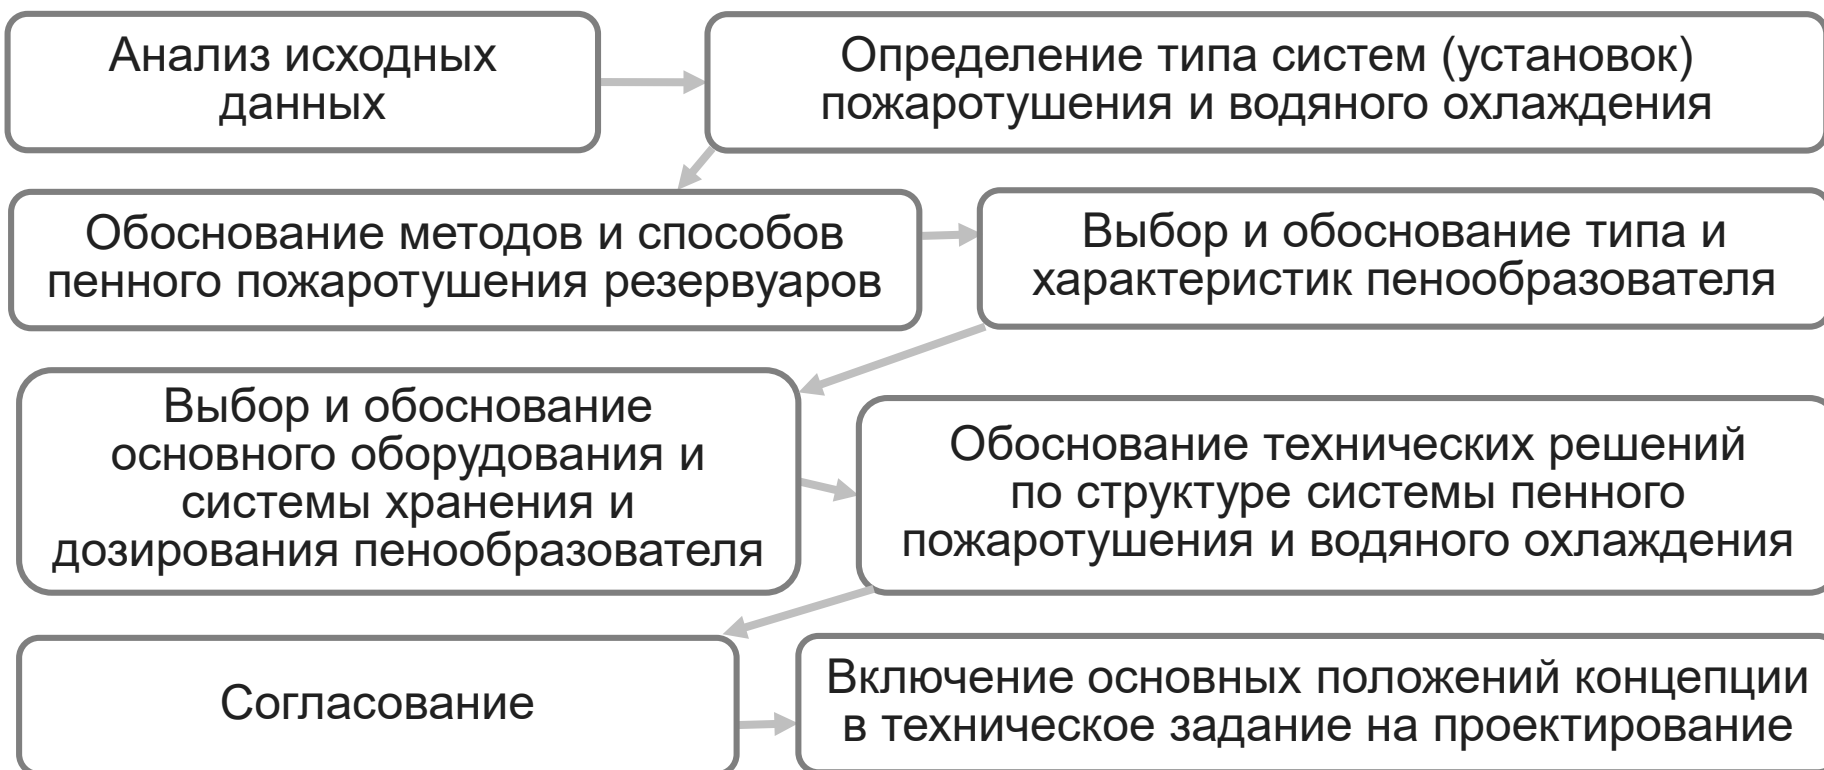 Анализ исходных
данных
Определение типа систем (установок)
пожаротушения и водяного охлаждения
Обоснование методов и способов
пенного пожаротушения резервуаров
Выбор и обоснование типа и
характеристик пенообразователя
Выбор и обоснование
основного оборудования и
системы хранения и
дозирования пенообразователя
Обоснование технических решений
по структуре системы пенного
пожаротушения и водяного охлаждения
Согласование
Включение основных положений концепции
в техническое задание на проектирование